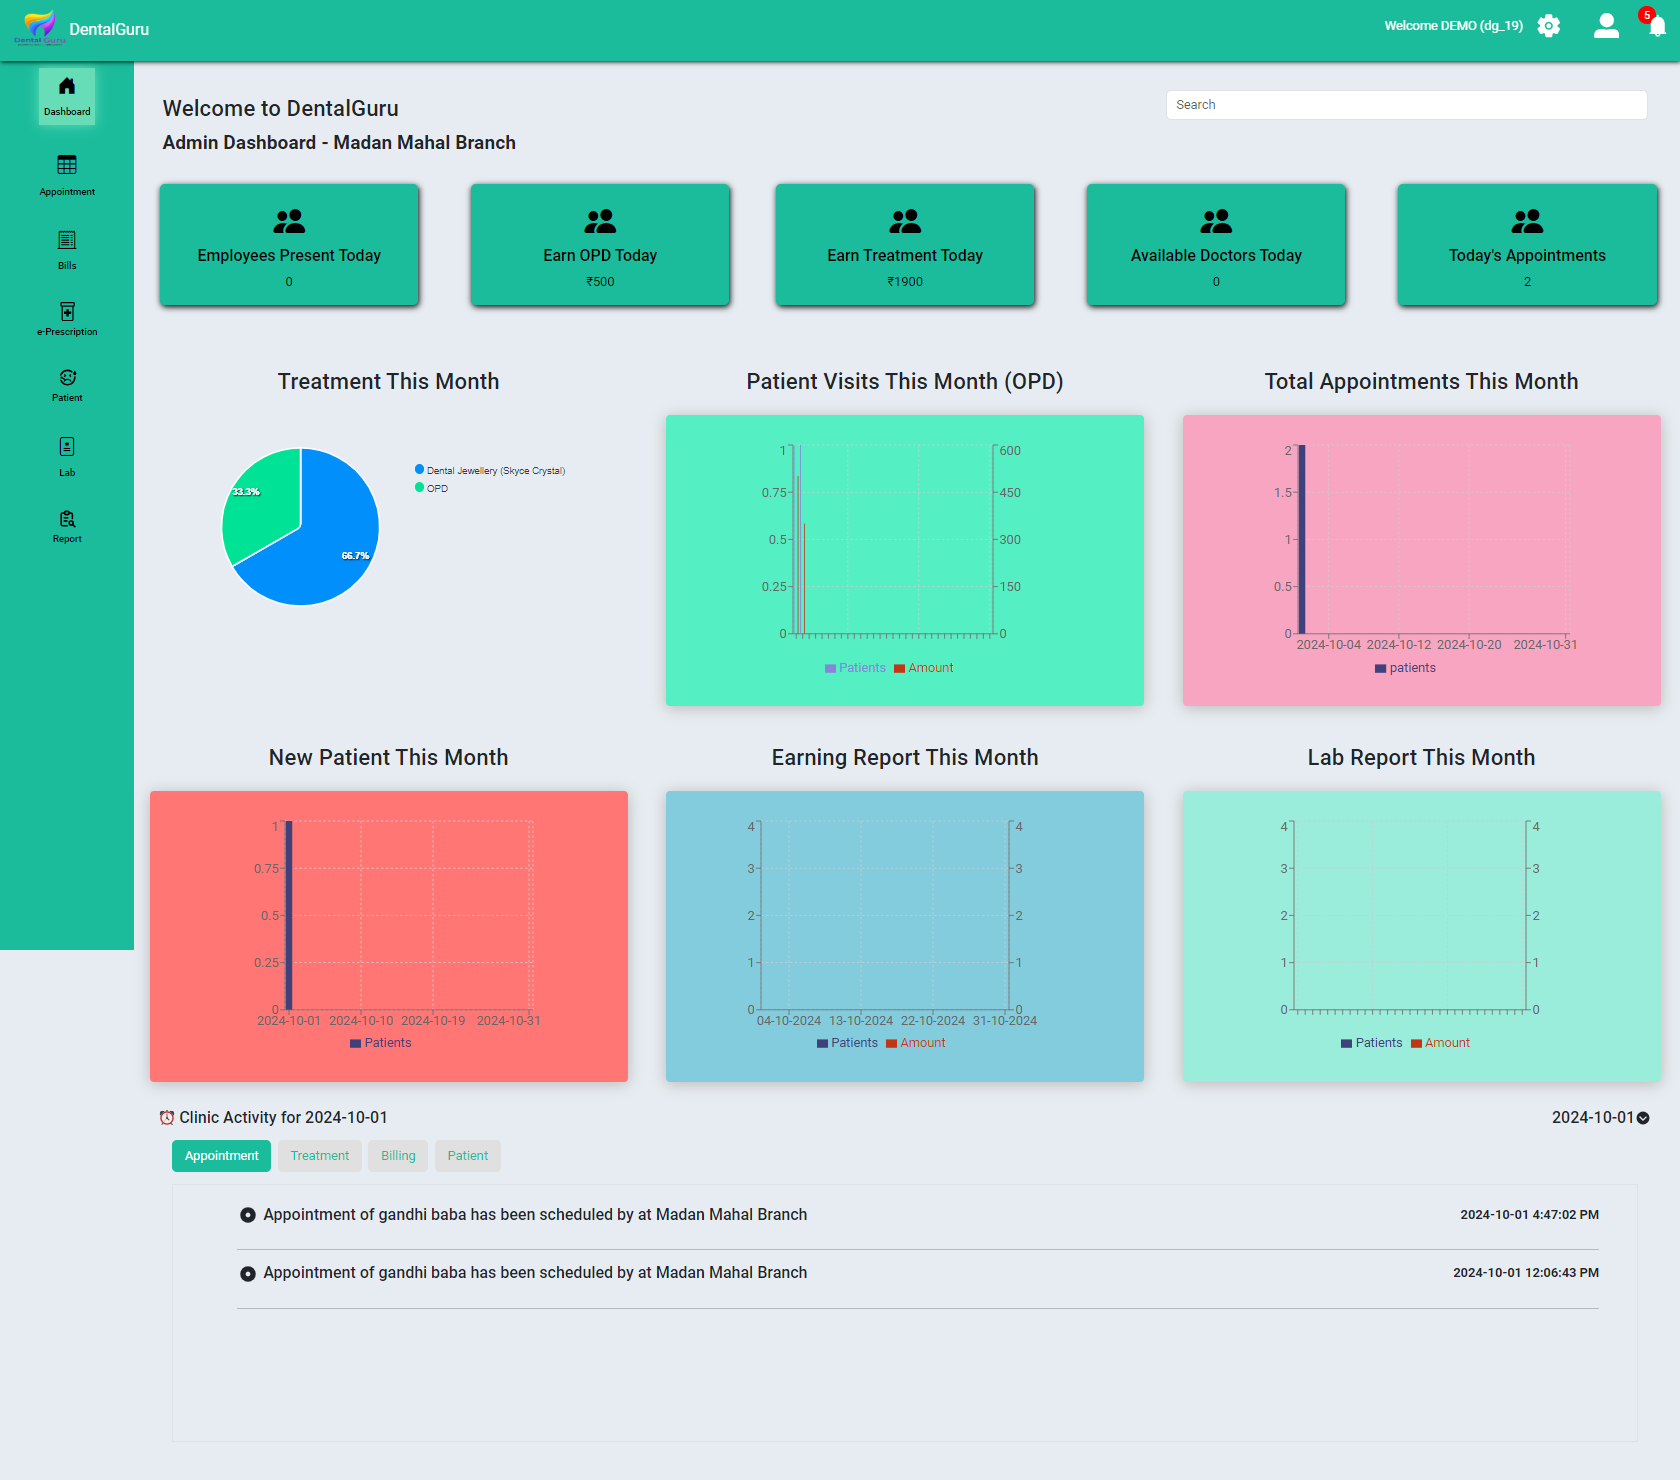 DentalGuru
Welcome DEMO (dg_19)
5
Dental Guru
Dashboard
Appointment
Bills
e-Prescription
Patient
Lab
Report
Welcome to DentalGuru
Search
Admin Dashboard - Madan Mahal Branch
Employees Present Today
0
Earn OPD Today
₹500
Earn Treatment Today
₹1900
Available Doctors Today
0
Today's Appointments
2
Treatment This Month
33.3%
66.7%
Dental Jewellery (Skyce Crystal)
OPD
Patient Visits This Month (OPD)
1
0.75
0.5
0.25
0
600
450
300
150
0
Patients Amount
Total Appointments This Month
2
1.5
1
0.5
0
2024-10-04 2024-10-12 2024-10-20 2024-10-31
patients
New Patient This Month
1
0.75
0.5
0.25
0
2024-10-01 2024-10-10 2024-10-19 2024-10-31
Patients
Earning Report This Month
4
3
2
1
0
4
3
2
1
0
04-10-2024 13-10-2024 22-10-2024 31-10-2024
Patients Amount
Lab Report This Month
4
3
2
1
0
4
3
2
1
0
Patients Amount
Clinic Activity for 2024-10-01
2024-10-01
Appointment Treatment Billing Patient
Appointment of gandhi baba has been scheduled by at Madan Mahal Branch
2024-10-01 4:47:02 PM
Appointment of gandhi baba has been scheduled by at Madan Mahal Branch
2024-10-01 12:06:43 PM